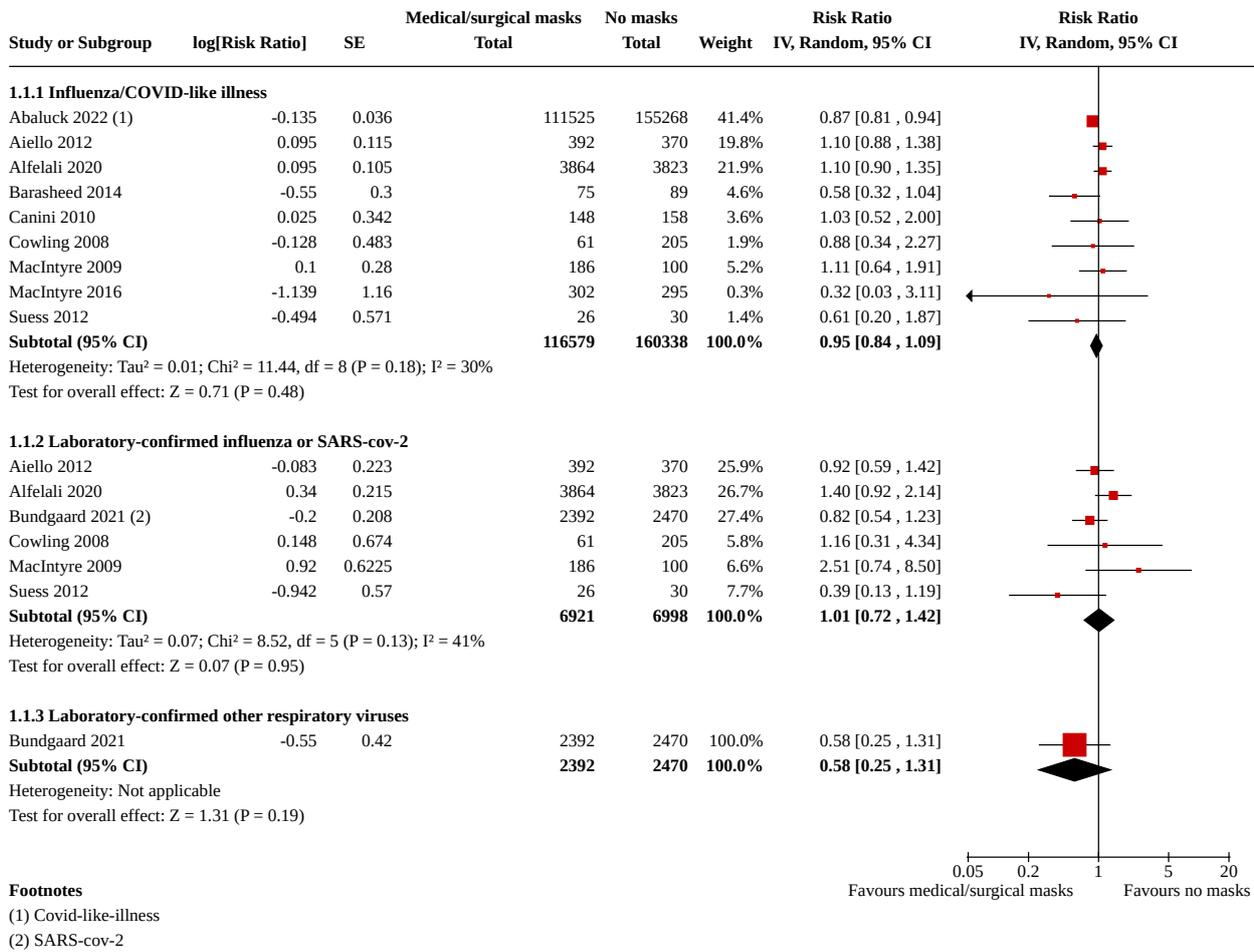 Medical/surgical masks No masks Risk Ratio Risk Ratio
Study or Subgroup log[Risk Ratio] SE Total Total Weight IV, Random, 95% CI IV, Random, 95% CI
1.1.1 Influenza/COVID-like illness
Abaluck 2022 (1) -0.135 0.036 111525 155268 41.4% 0.87 [0.81 , 0.94]
Aiello 2012 0.095 0.115 392 370 19.8% 1.10 [0.88 , 1.38]
Alfelali 2020 0.095 0.105 3864 3823 21.9% 1.10 [0.90 , 1.35]
Barasheed 2014 -0.55 0.3 75 89 4.6% 0.58 [0.32 , 1.04]
Canini 2010 0.025 0.342 148 158 3.6% 1.03 [0.52 , 2.00]
Cowling 2008 -0.128 0.483 61 205 1.9% 0.88 [0.34 , 2.27]
MacIntyre 2009 0.1 0.28 186 100 5.2% 1.11 [0.64 , 1.91]
MacIntyre 2016 -1.139 1.16 302 295 0.3% 0.32 [0.03 , 3.11]
Suess 2012 -0.494 0.571 26 30 1.4% 0.61 [0.20 , 1.87]
Subtotal (95% CI) 116579 160338 100.0% 0.95 [0.84 , 1.09]
Heterogeneity: Tau² = 0.01; Chi² = 11.44, df = 8 (P = 0.18); I² = 30%
Test for overall effect: Z = 0.71 (P = 0.48)
1.1.2 Laboratory-confirmed influenza or SARS-cov-2
Aiello 2012 -0.083 0.223 392 370 25.9% 0.92 [0.59 , 1.42]
Alfelali 2020 0.34 0.215 3864 3823 26.7% 1.40 [0.92 , 2.14]
Bundgaard 2021 (2) -0.2 0.208 2392 2470 27.4% 0.82 [0.54 , 1.23]
Cowling 2008 0.148 0.674 61 205 5.8% 1.16 [0.31 , 4.34]
MacIntyre 2009 0.92 0.6225 186 100 6.6% 2.51 [0.74 , 8.50]
Suess 2012 -0.942 0.57 26 30 7.7% 0.39 [0.13 , 1.19]
Subtotal (95% CI) 6921 6998 100.0% 1.01 [0.72 , 1.42]
Heterogeneity: Tau² = 0.07; Chi² = 8.52, df = 5 (P = 0.13); I² = 41%
Test for overall effect: Z = 0.07 (P = 0.95)
1.1.3 Laboratory-confirmed other respiratory viruses
Bundgaard 2021 -0.55 0.42 2392 2470 100.0% 0.58 [0.25 , 1.31]
Subtotal (95% CI) 2392 2470 100.0% 0.58 [0.25 , 1.31]
Heterogeneity: Not applicable
Test for overall effect: Z = 1.31 (P = 0.19)
0.05 0.2 1 5 20
Favours medical/surgical masks Favours no masks
Footnotes
(1) Covid-like-illness
(2) SARS-cov-2